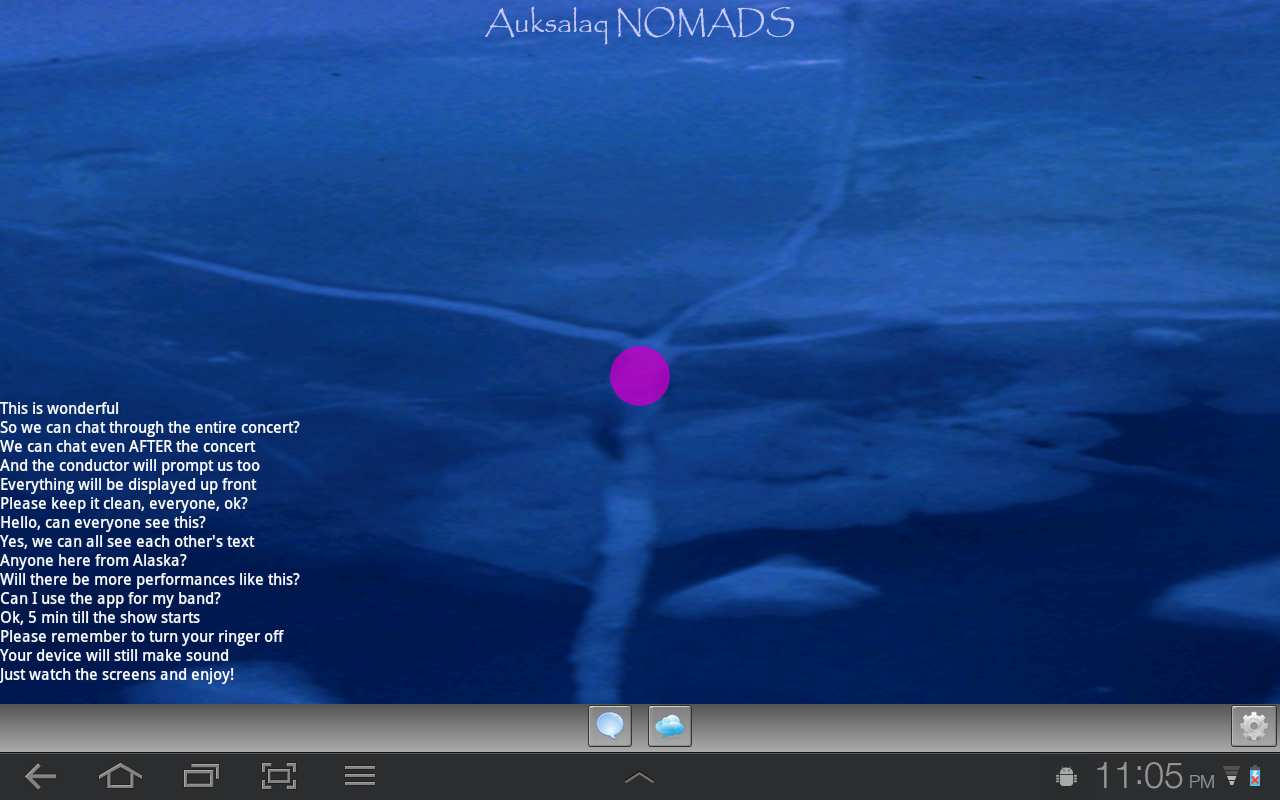 Auksalaq NOMADS
This is wonderful
So we can chat through the entire concert?
We can chat even AFTER the concert
And the conductor will prompt us too
Everything will be displayed up front
Please keep it clean, everyone, ok?
Hello, can everyone see this?
Yes, we can all see each other's text
Anyone here from Alaska?
Will there be more performances like this?
Can I use the app for my band?
Ok, 5 min till the show starts
Please remember to turn your ringer off
Your device will still make sound
Just watch the screens and enjoy!
11:05 PM